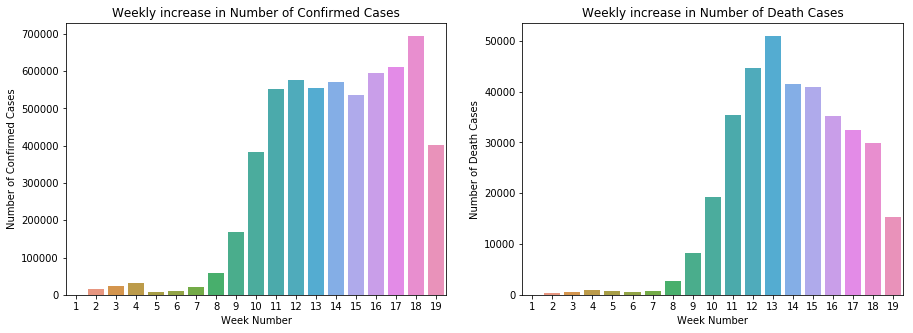 Weekly increase in Number of Confirmed Cases
Number of Confirmed Cases
700000
600000
500000
400000
300000
200000
100000
0
1 2 3 4 5 6 7 8 9 10 11 12 13 14 15 16 17 18 19
Week Number
Weekly increase in Number of Death Cases
Number of Death Cases
50000
40000
30000
20000
10000
0
1 2 3 4 5 6 7 8 9 10 11 12 13 14 15 16 17 18 19
Week Number